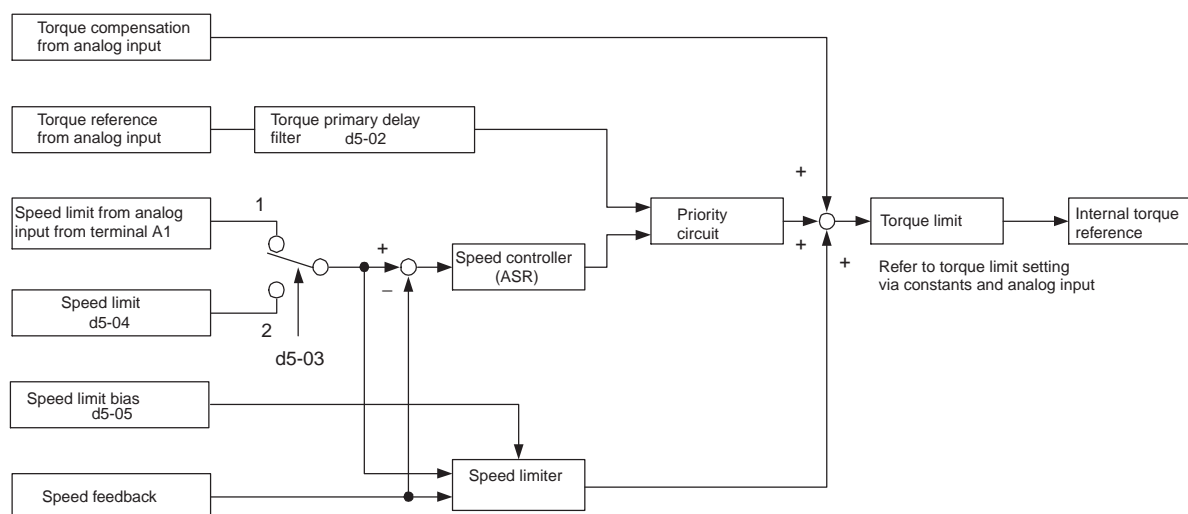 Torque compensation
from analog input
Torque reference
from analog input
Torque primary delay
filter d5-02
Speed limit from analog
input from terminal A1
1
Speed limit
d5-04
2
d5-03
+
−
Speed controller
(ASR)
Priority
circuit
+
+
+
Torque limit
Internal torque
reference
Refer to torque limit setting
via constants and analog input
Speed limit bias
d5-05
Speed feedback
Speed limiter